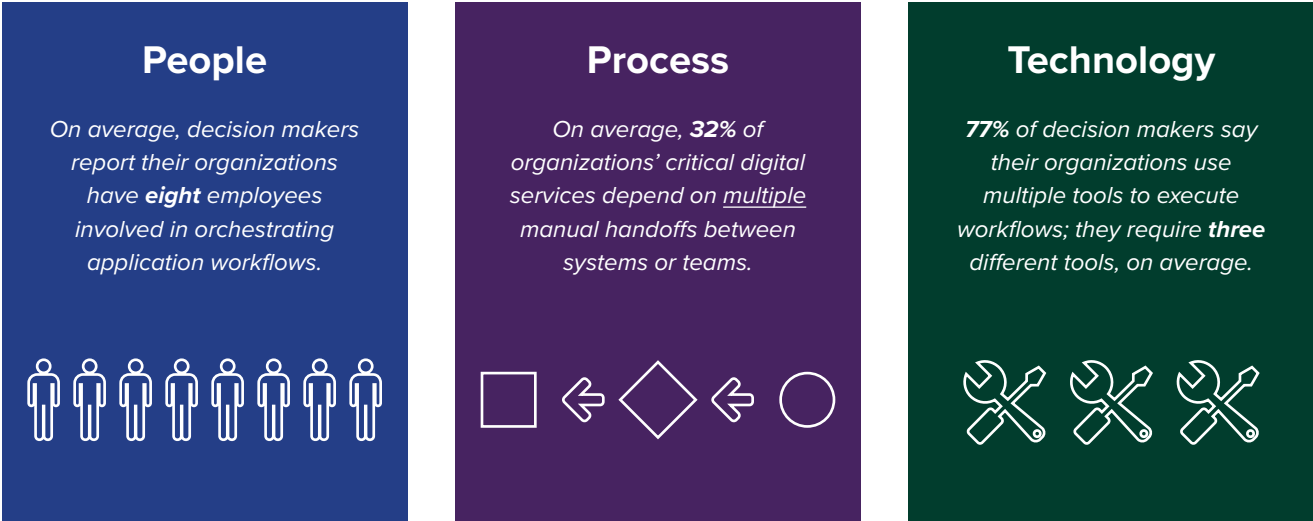 People
On average, decision makers
report their organizations
have eight employees
involved in orchestrating
application workflows.
Process
On average, 32% of
organizations’ critical digital
services depend on multiple
manual handoffs between
systems or teams.
Technology
77% of decision makers say
their organizations use
multiple tools to execute
workflows; they require three
different tools, on average.